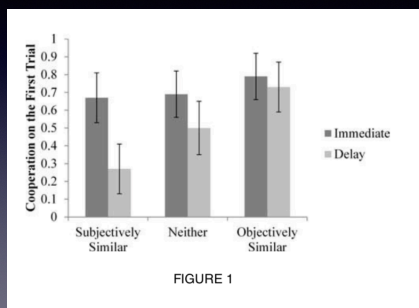 Cooperation on the First Trial
1
0.9
0.8
0.7
0.6
0.5
0.4
0.3
0.2
0.1
0
Subjectively
Similar
Neither
Objectively
Similar
Immediate
Delay
FIGURE 1